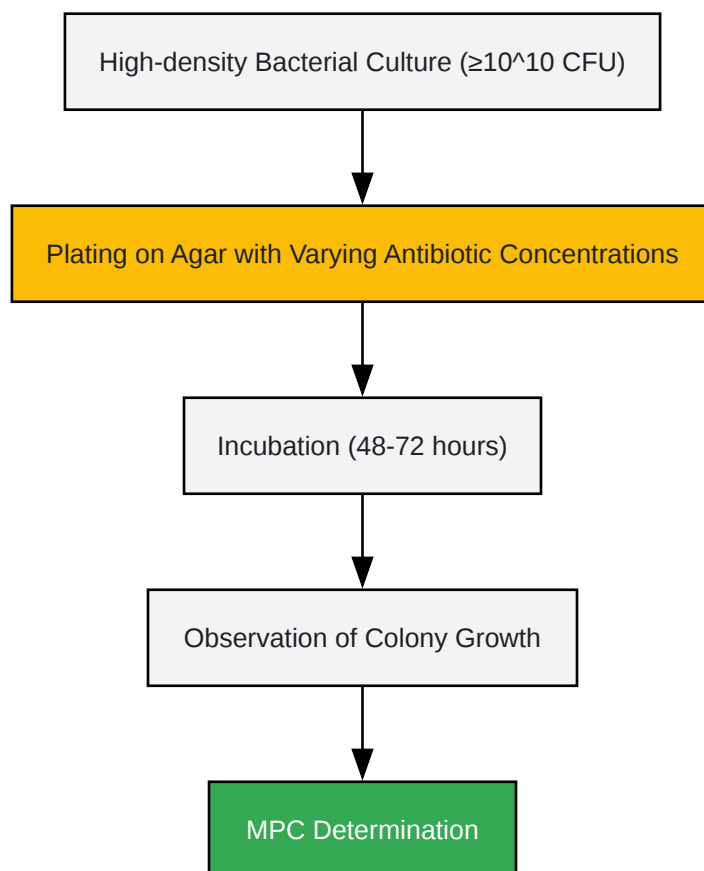 High-density Bacterial Culture (≥10^10 CFU)
Plating on Agar with Varying Antibiotic Concentrations
Incubation (48-72 hours)
Observation of Colony Growth
MPC Determination